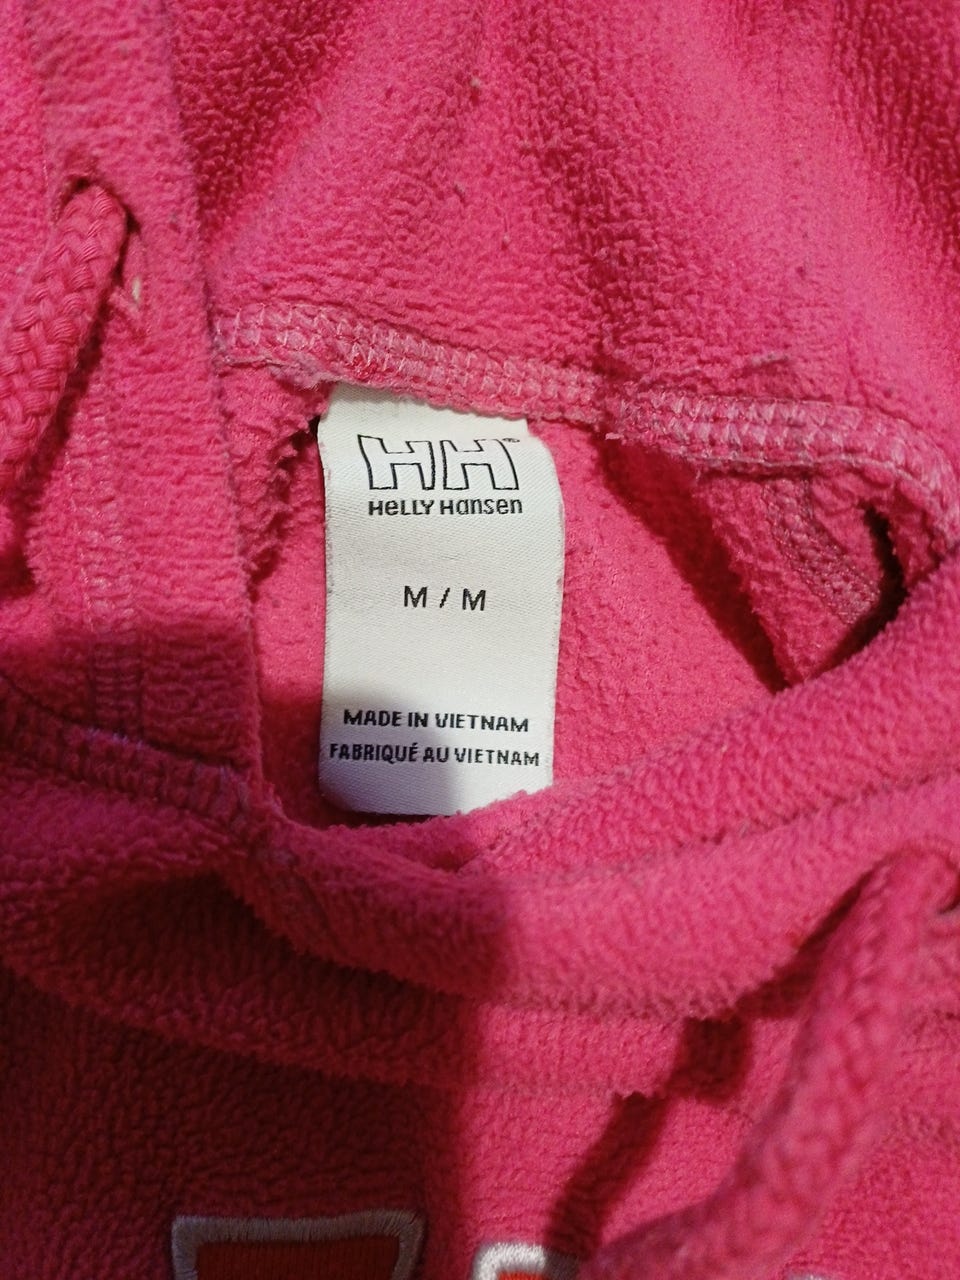 HH®
HELLY HANSEN
M / M
MADE IN VIETNAM
FABRIQUÉ AU VIETNAM